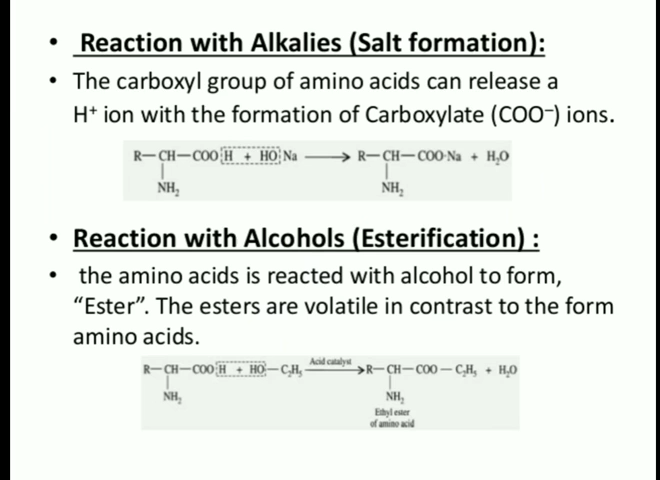 • Reaction with Alkalies (Salt formation):
• The carboxyl group of amino acids can release a
H⁺ ion with the formation of Carboxylate (COO⁻) ions.
R—CH—COO H + HO Na ⟶ R—CH—COO·Na + H₂O
NH₂ NH₂
• Reaction with Alcohols (Esterification) :
• the amino acids is reacted with alcohol to form,
“Ester”. The esters are volatile in contrast to the form
amino acids.
R—CH—COO H + HO—C₂H₅ Acid catalyst ⟶ R—CH—COO—C₂H₅ + H₂O
NH₂ NH₂
Ethyl ester
of amino acid